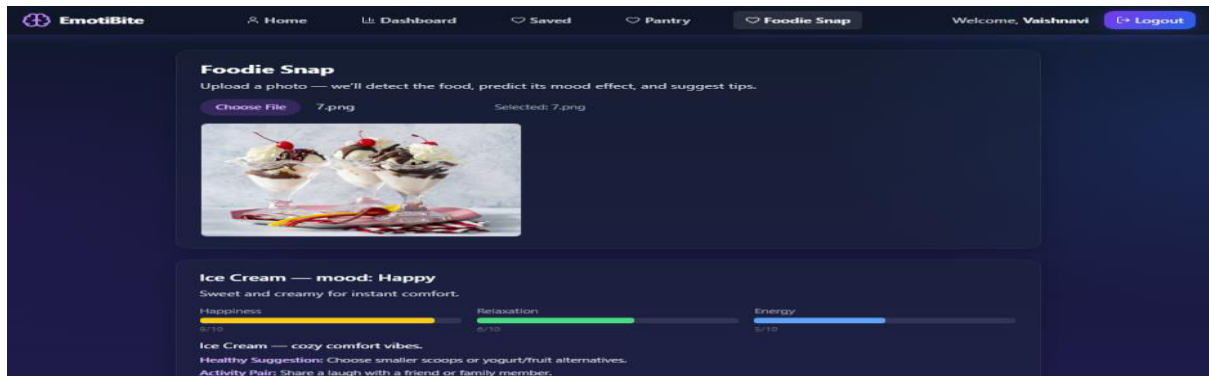 EmotiBite Home Dashboard Saved Pantry Foodie Snap Welcome, Vaishnavi Logout
Foodie Snap
Upload a photo — we'll detect the food, predict its mood effect, and suggest tips.
Choose File 7.png Selected: 7.png
Ice Cream — mood: Happy
Sweet and creamy for instant comfort.
Happiness Relaxation Energy
9/10 6/10 5/10
Ice Cream — cozy comfort vibes.
Healthy Suggestion: Choose smaller scoops or yogurt/fruit alternatives.
Activity Pair: Share a laugh with a friend or family member.